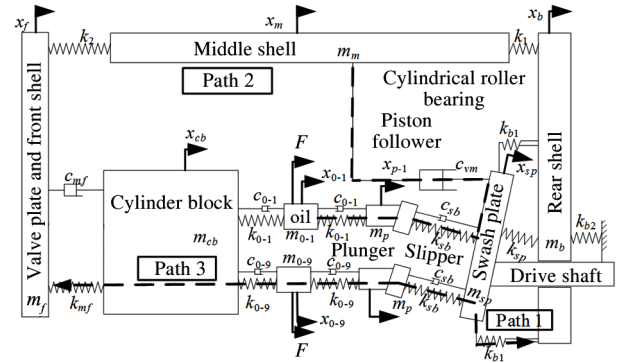 x_f
x_m
x_b
k_2
Middle shell
m_m
k_1
Path 2
Cylindrical roller
bearing
Piston
follower
Valve plate and front shell
Rear shell
k_b1
x_cb
F
x_0-1
x_p-1
c_vm
x_sp
c_mf
Cylinder block
c_0-1
c_0-1
c_sb
oil
Swash plate
k_b2
k_0-1
m_0-1
k_0-1
m_p
k_sb
k_sp
m_b
m_cb
Plunger
Slipper
Path 3
c_0-9
m_0-9
c_0-9
c_sb
Drive shaft
m_f
k_mf
k_0-9
k_0-9
m_p
k_sb
m_sp
x_0-9
Path 1
F
k_b1